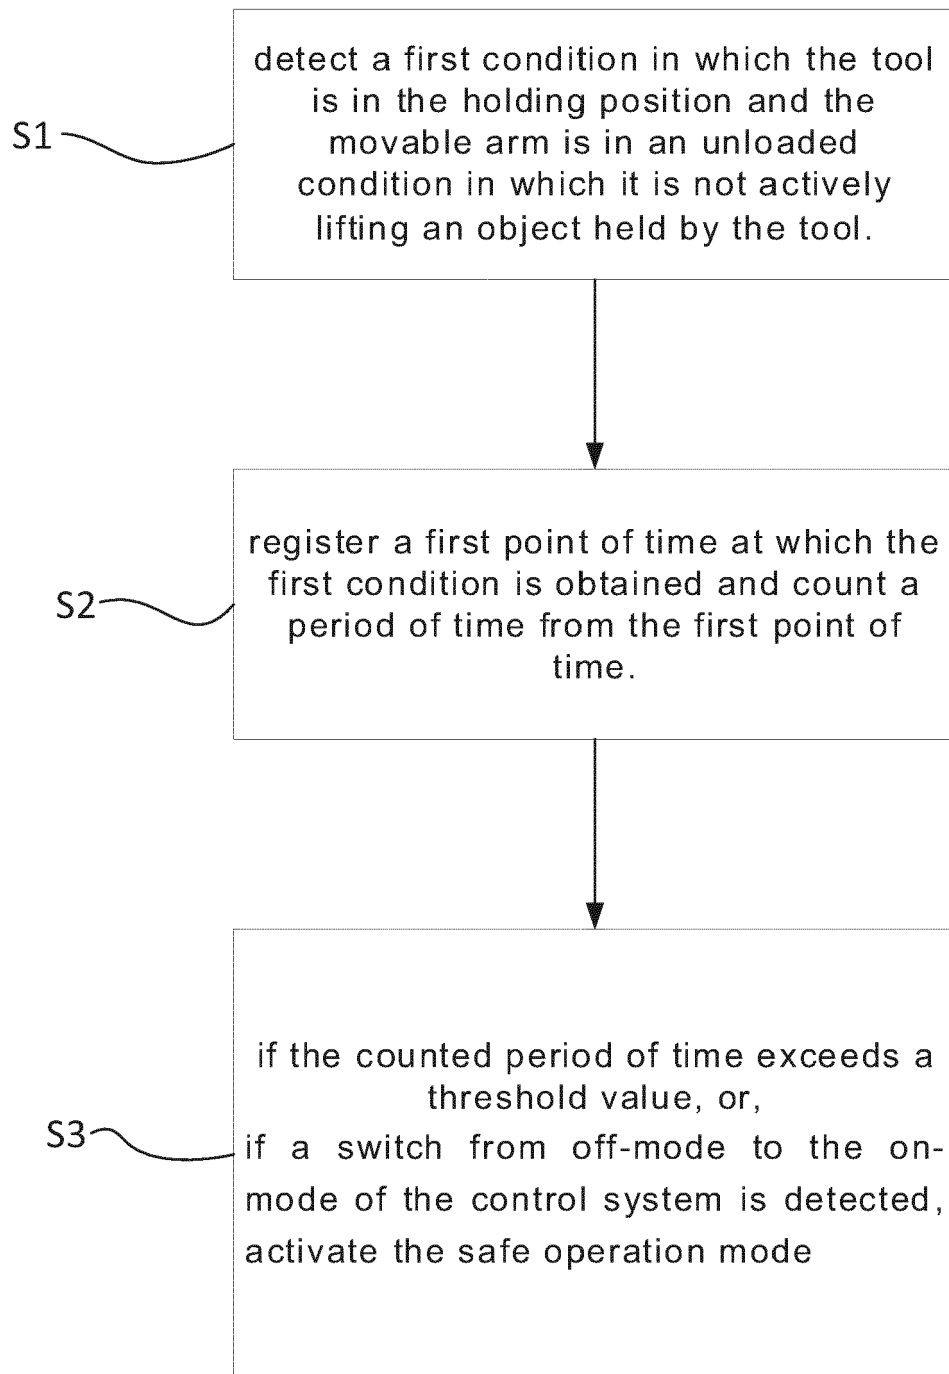 detect a first condition in which the tool
is in the holding position and the
S1
movable arm is in an unloaded
condition in which it is not actively
lifting an object held by the tool.
register a first point of time at which the
first condition is obtained and count a
S2
period of time from the first point of
time.
if the counted period of time exceeds a
threshold value, or,
S3
if a switch from off-mode to the on-
mode of the control system is detected,
activate the safe operation mode